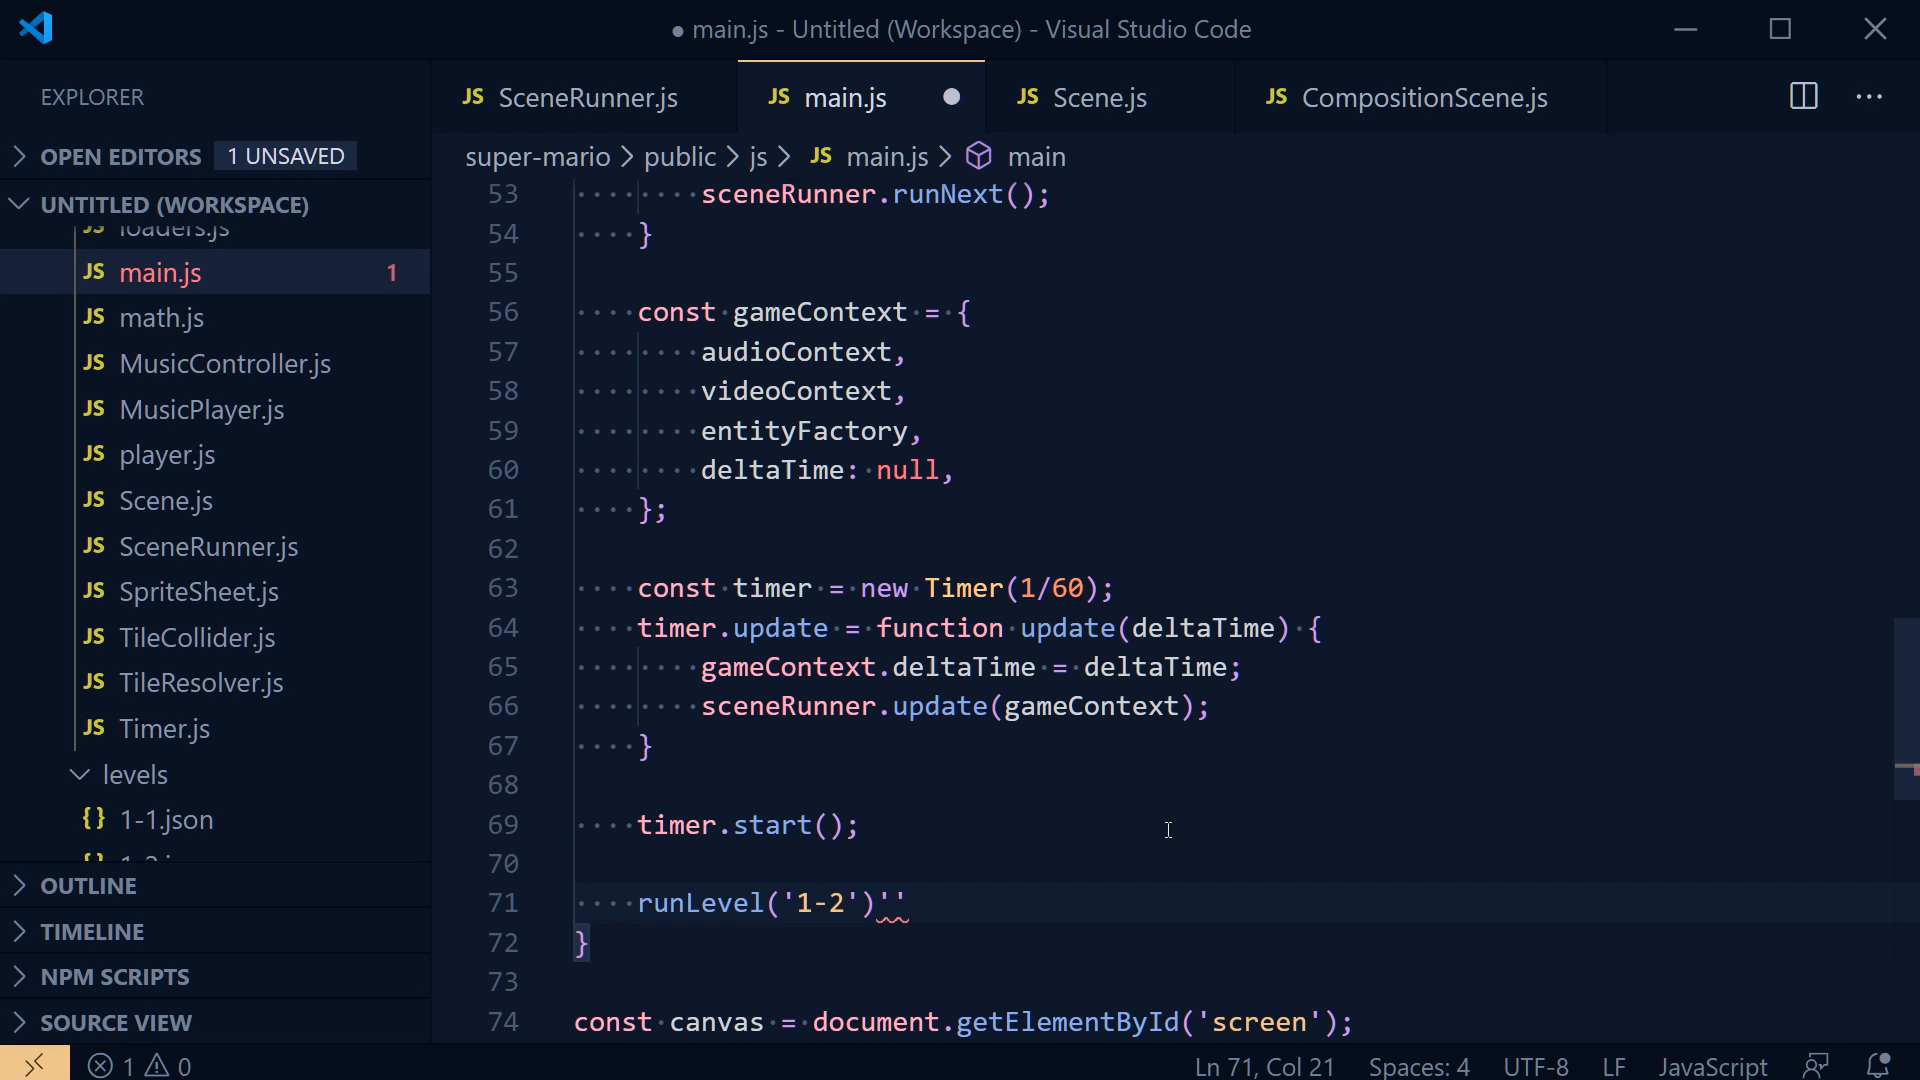 ● main.js - Untitled (Workspace) - Visual Studio Code
EXPLORER
OPEN EDITORS 1 UNSAVED
UNTITLED (WORKSPACE)
JS loaders.js
JS main.js 1
JS math.js
JS MusicController.js
JS MusicPlayer.js
JS player.js
JS Scene.js
JS SceneRunner.js
JS SpriteSheet.js
JS TileCollider.js
JS TileResolver.js
JS Timer.js
levels
{} 1-1.json
OUTLINE
TIMELINE
NPM SCRIPTS
SOURCE VIEW
JS SceneRunner.js JS main.js ● JS Scene.js JS CompositionScene.js
super-mario > public > js > JS main.js > main
53 sceneRunner.runNext();
54 }
55
56 const gameContext = {
57 audioContext,
58 videoContext,
59 entityFactory,
60 deltaTime: null,
61 };
62
63 const timer = new Timer(1/60);
64 timer.update = function update(deltaTime) {
65 gameContext.deltaTime = deltaTime;
66 sceneRunner.update(gameContext);
67 }
68
69 timer.start();
70
71 runLevel('1-2')''
72 }
73
74 const canvas = document.getElementById('screen');
1 0 Ln 71, Col 21 Spaces: 4 UTF-8 LF JavaScript